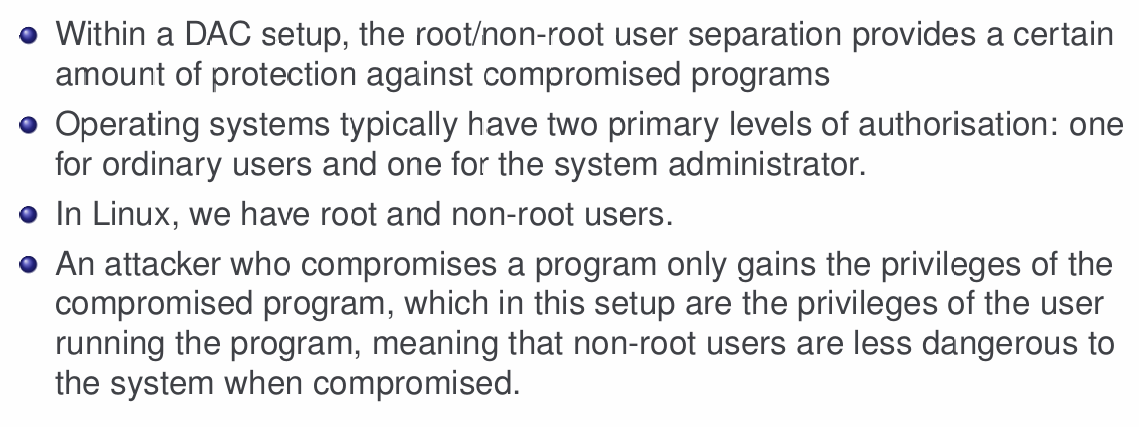 Within a DAC setup, the root/non-root user separation provides a certain
amount of protection against compromised programs
Operating systems typically have two primary levels of authorisation: one
for ordinary users and one for the system administrator.
In Linux, we have root and non-root users.
An attacker who compromises a program only gains the privileges of the
compromised program, which in this setup are the privileges of the user
running the program, meaning that non-root users are less dangerous to
the system when compromised.